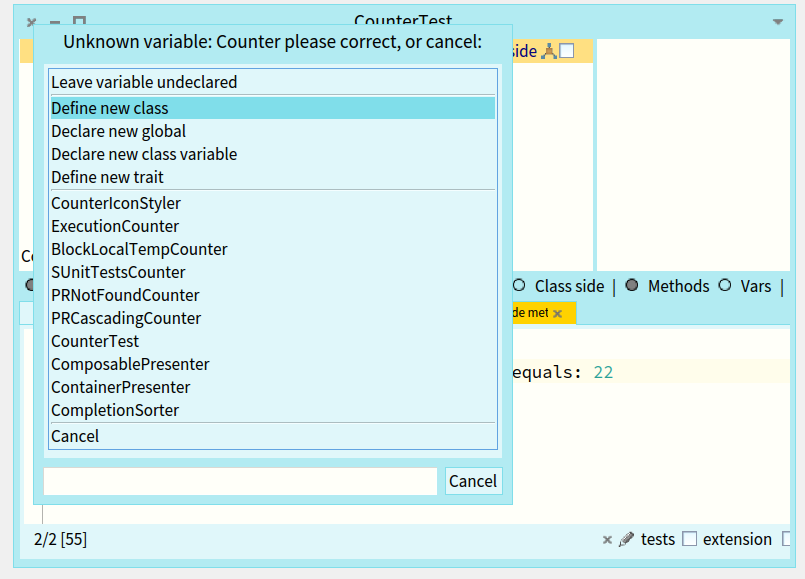 CounterTest
Unknown variable: Counter please correct, or cancel:
side
Leave variable undeclared
Define new class
Declare new global
Declare new class variable
Define new trait
CounterIconStyler
ExecutionCounter
BlockLocalTempCounter
SUnitTestsCounter
PRNotFoundCounter
PRCascadingCounter
CounterTest
ComposablePresenter
ContainerPresenter
CompletionSorter
Cancel
Class side | Methods Vars |
de met
equals: 22
Cancel
2/2 [55]
tests extension